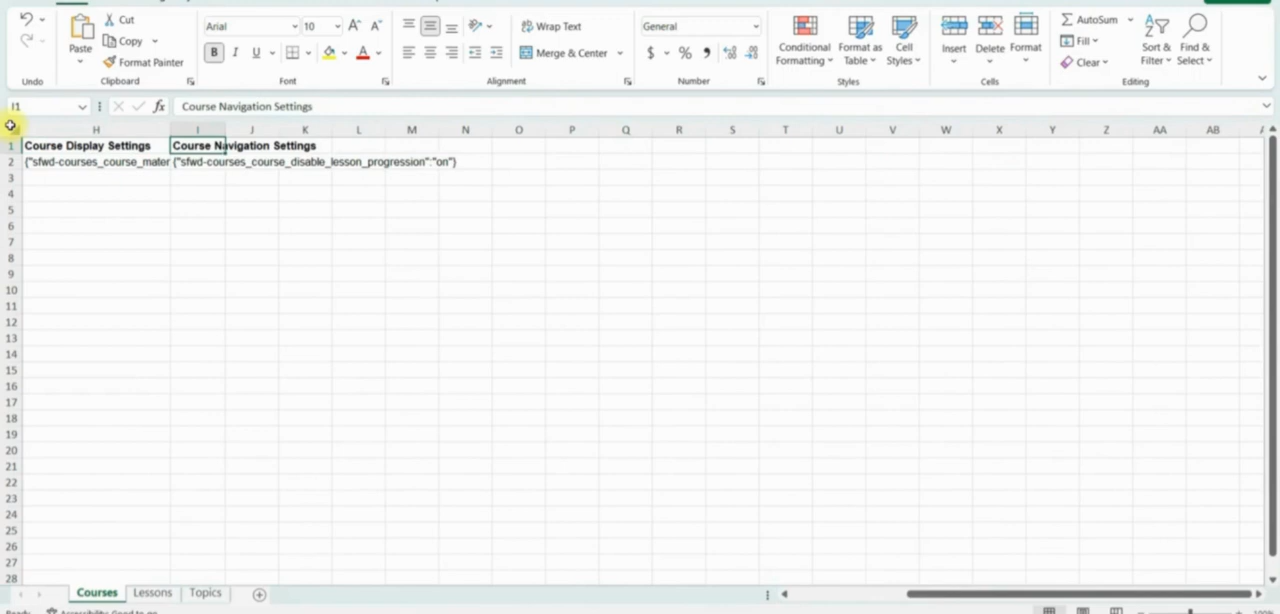 Cut
Copy
Format Painter
Paste
Undo
Clipboard
Arial
10
B I U
Font
Wrap Text
Merge & Center
Alignment
General
$ % 9
Number
Conditional Formatting
Format as Table
Cell Styles
Styles
Insert
Delete
Format
Cells
AutoSum
Fill
Clear
Sort & Filter
Find & Select
Editing
I1
fx
Course Navigation Settings
H I J K L M N O P Q R S T U V W X Y Z AA AB
1 Course Display Settings Course Navigation Settings
2 {"sfwd-courses_course_mater {"sfwd-courses_course_disable_lesson_progression":"on"}
3
4
5
6
7
8
9
10
11
12
13
14
15
16
17
18
19
20
21
22
23
24
25
26
27
28
Courses Lessons Topics